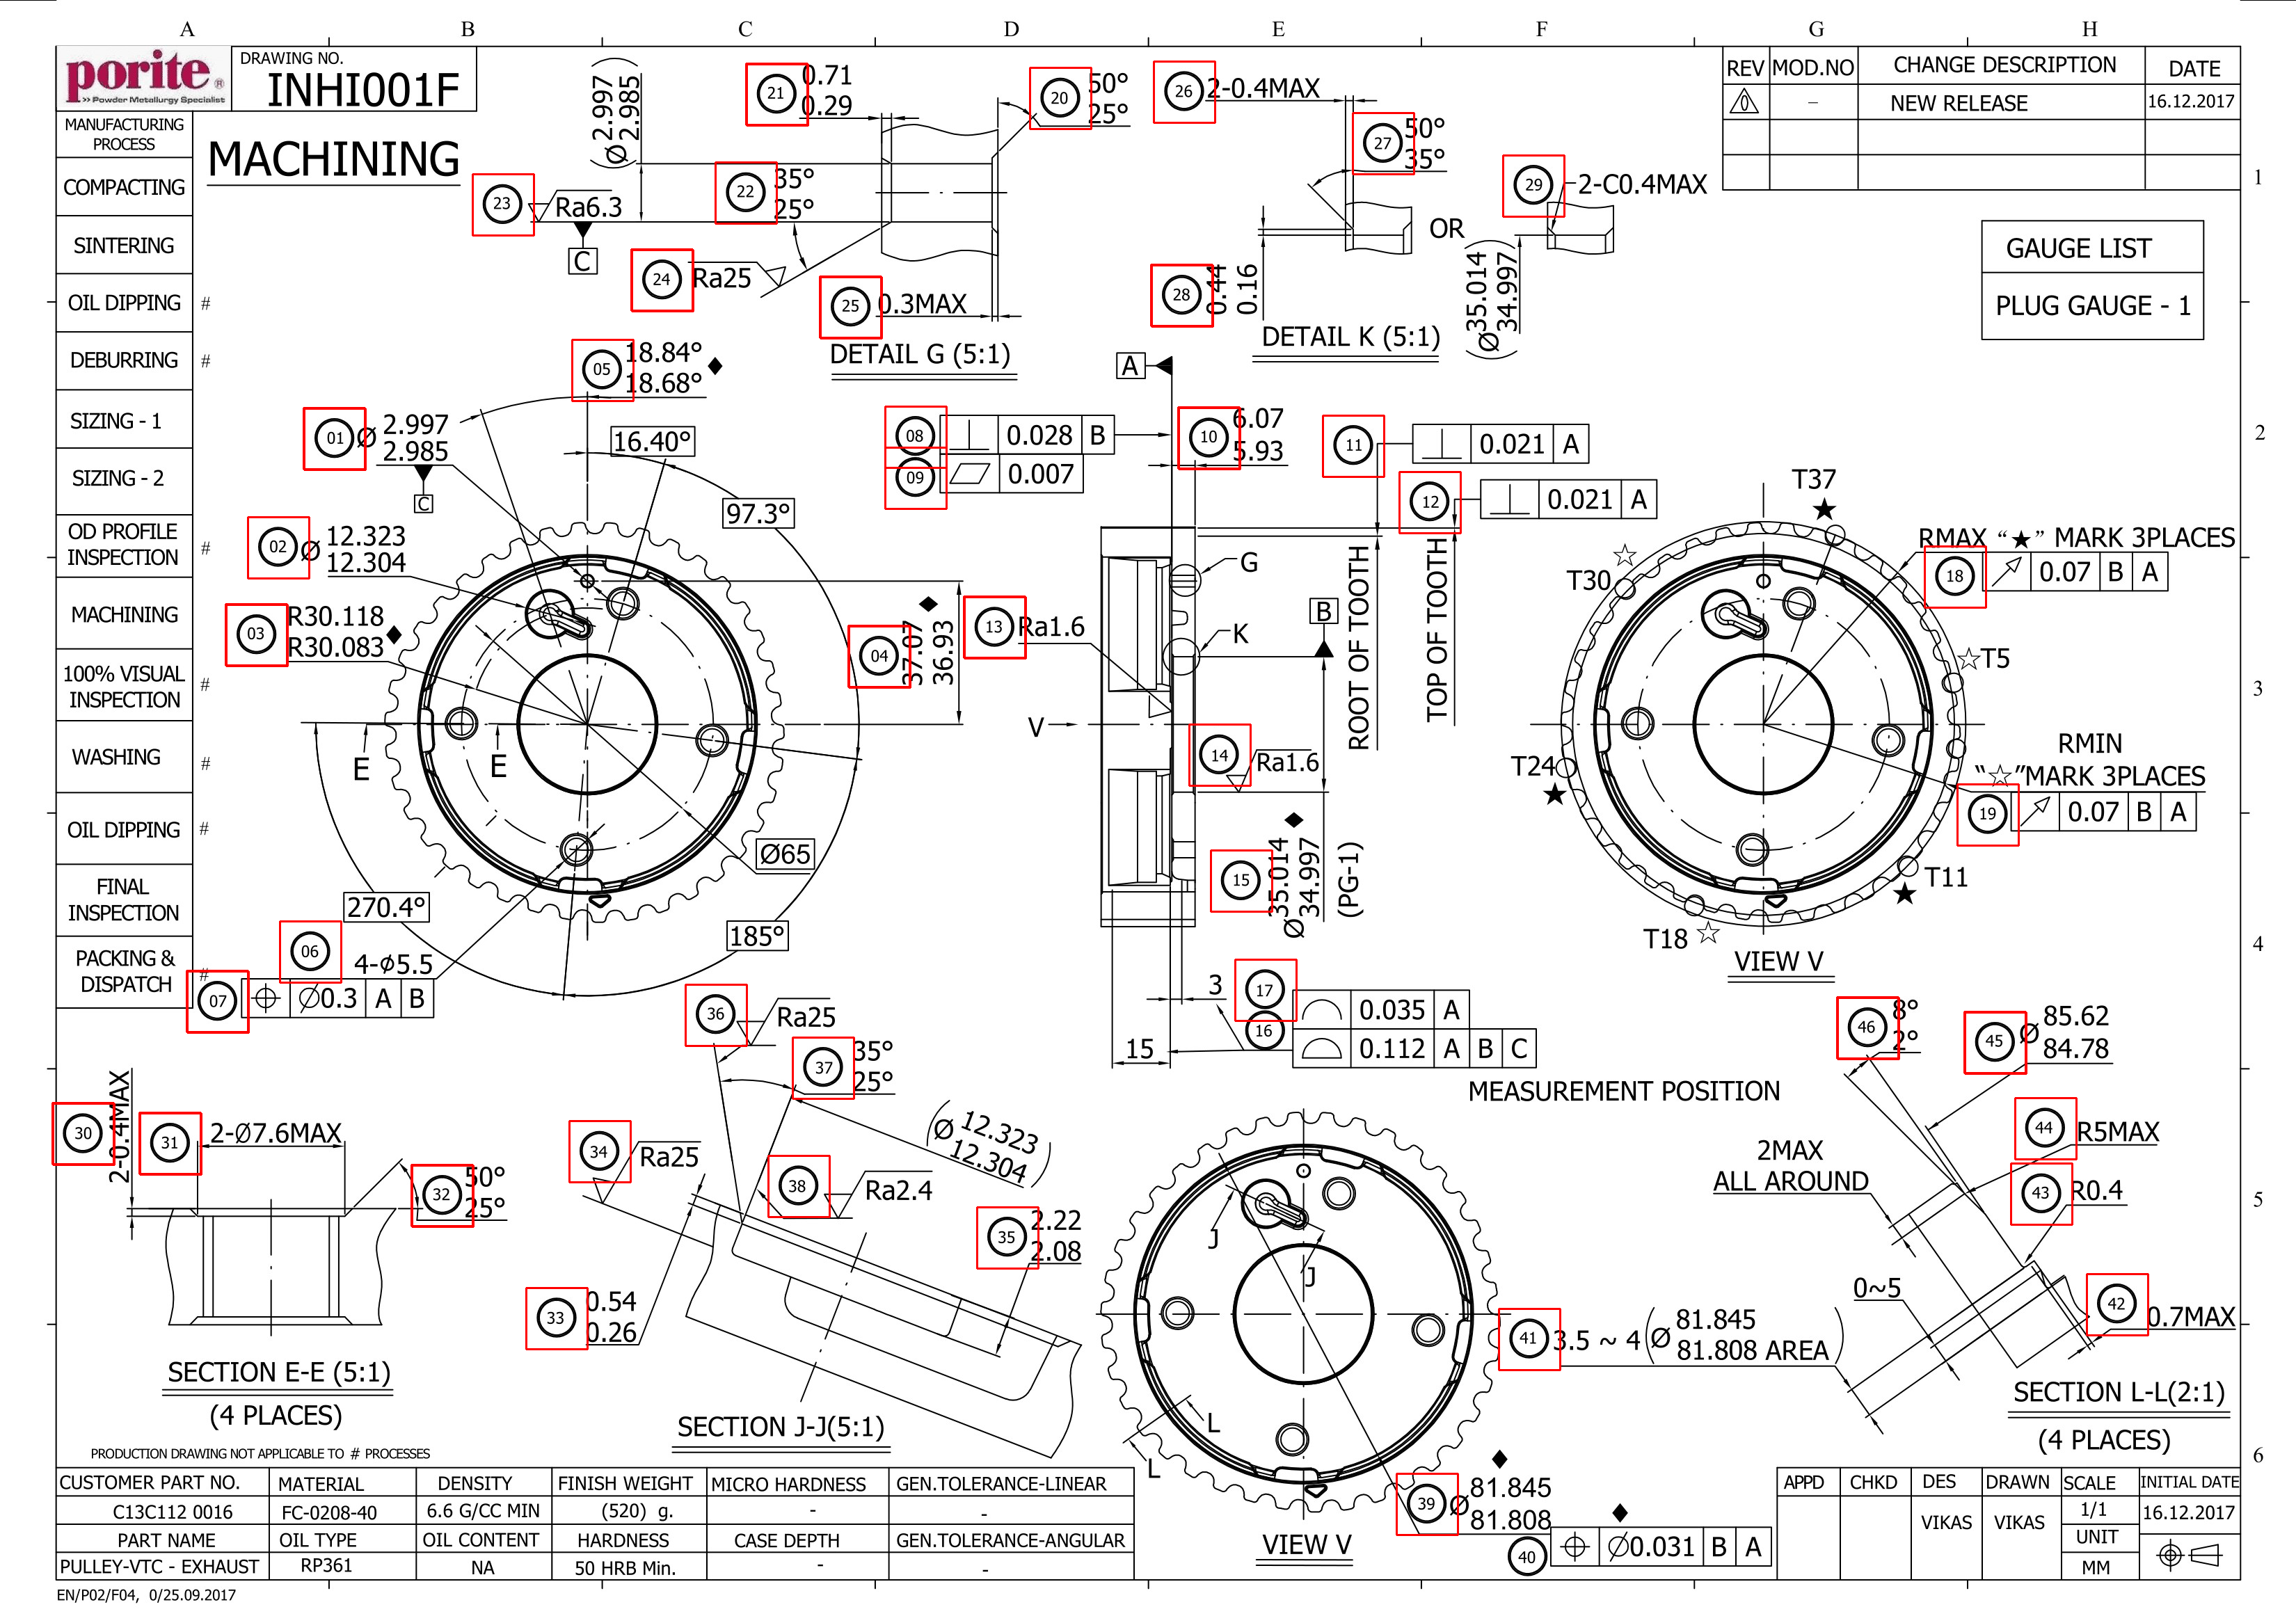 A B C D E F G H
porite®
>> Powder Metallurgy Specialist
DRAWING NO.
INHI001F
MACHINING
MANUFACTURING
PROCESS
COMPACTING
SINTERING
OIL DIPPING #
DEBURRING #
SIZING - 1
SIZING - 2
OD PROFILE
INSPECTION #
MACHINING
100% VISUAL
INSPECTION #
WASHING #
OIL DIPPING #
FINAL
INSPECTION
PACKING &
DISPATCH #
REV MOD.NO CHANGE DESCRIPTION DATE
0 – NEW RELEASE 16.12.2017
GAUGE LIST
PLUG GAUGE - 1
1
2
3
4
5
6
(Ø 2.997
2.985)
21 0.71
0.29
20 50°
25°
22 35°
25°
23 Ra6.3
C
24 Ra25
25 0.3MAX
DETAIL G (5:1)
26 2-0.4MAX
27 50°
35°
28 0.44
0.16
OR
29 2-C0.4MAX
(Ø35.014
34.997)
DETAIL K (5:1)
05 18.84° ♦
18.68°
01 Ø 2.997
2.985
C
16.40°
97.3°
02 Ø 12.323
12.304
03 R30.118 ♦
R30.083
04 37.07 ♦
36.93
E E
Ø65
270.4°
185°
06 4-ϕ5.5
07 ⌖ Ø0.3 A B
A
08 ⊥ 0.028 B
09 ▱ 0.007
10 6.07
5.93
11 ⊥ 0.021 A
12 ⊥ 0.021 A
G
K
B
13 Ra1.6
V
14 Ra1.6
ROOT OF TOOTH
TOP OF TOOTH
15 Ø35.014 ♦
34.997
(PG-1)
3
15
17 ⌒ 0.035 A
16 ⌓ 0.112 A B C
MEASUREMENT POSITION
T37
★
RMAX “★” MARK 3PLACES
18 ↗ 0.07 B A
☆
T30
☆T5
RMIN
“☆”MARK 3PLACES
19 ↗ 0.07 B A
T24
★
T11
★
T18 ☆
VIEW V
30 2-0.4MAX
31 2-Ø7.6MAX
32 50°
25°
SECTION E-E (5:1)
(4 PLACES)
36 Ra25
37 35°
25°
34 Ra25
(Ø 12.323
12.304)
38 Ra2.4
35 2.22
2.08
33 0.54
0.26
SECTION J-J(5:1)
J J
L L
39 Ø81.845 ♦
81.808
40 ⌖ Ø0.031 B A ♦
VIEW V
46 8°
2°
45 Ø 85.62
84.78
44 R5MAX
2MAX
ALL AROUND
43 R0.4
0~5
42 0.7MAX
41 3.5 ~ 4(Ø 81.845
81.808 AREA)
SECTION L-L(2:1)
(4 PLACES)
PRODUCTION DRAWING NOT APPLICABLE TO # PROCESSES
CUSTOMER PART NO. MATERIAL DENSITY FINISH WEIGHT MICRO HARDNESS GEN.TOLERANCE-LINEAR
C13C112 0016 FC-0208-40 6.6 G/CC MIN (520) g. - -
PART NAME OIL TYPE OIL CONTENT HARDNESS CASE DEPTH GEN.TOLERANCE-ANGULAR
PULLEY-VTC - EXHAUST RP361 NA 50 HRB Min. - -
APPD CHKD DES DRAWN SCALE INITIAL DATE
VIKAS VIKAS 1/1 16.12.2017
UNIT
MM
EN/P02/F04, 0/25.09.2017